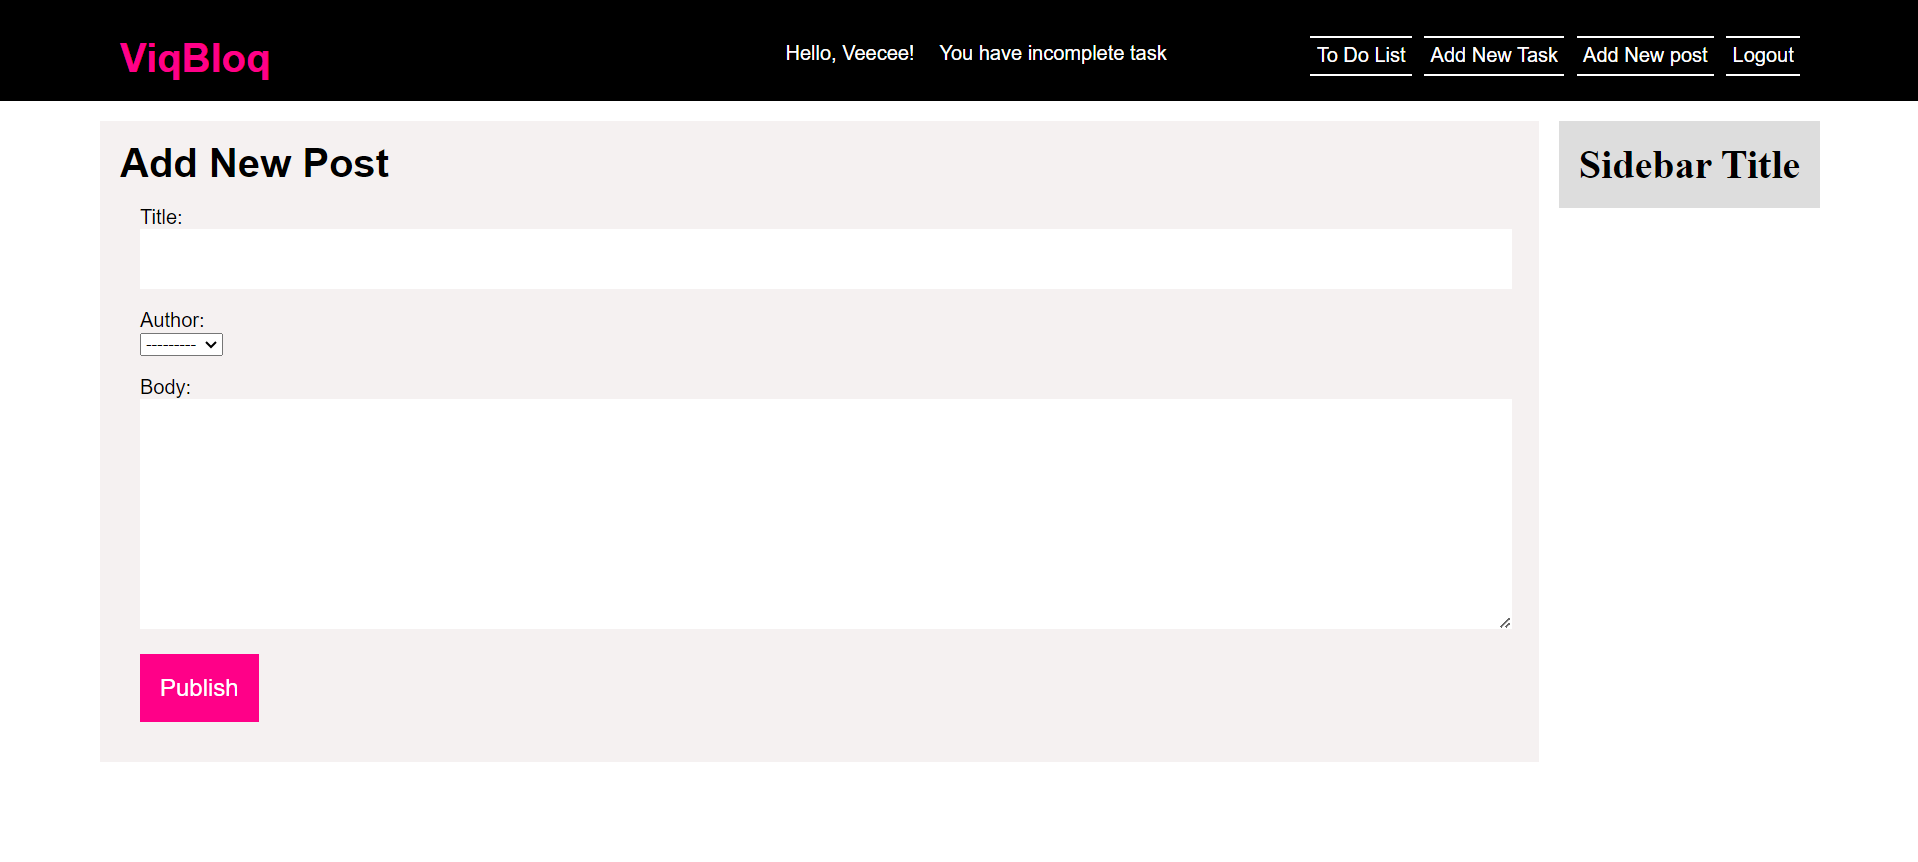 ViqBloq
Hello, Veecee! You have incomplete task
To Do List Add New Task Add New post Logout
Add New Post
Sidebar Title
Title:
Author:
---------
Body:
Publish